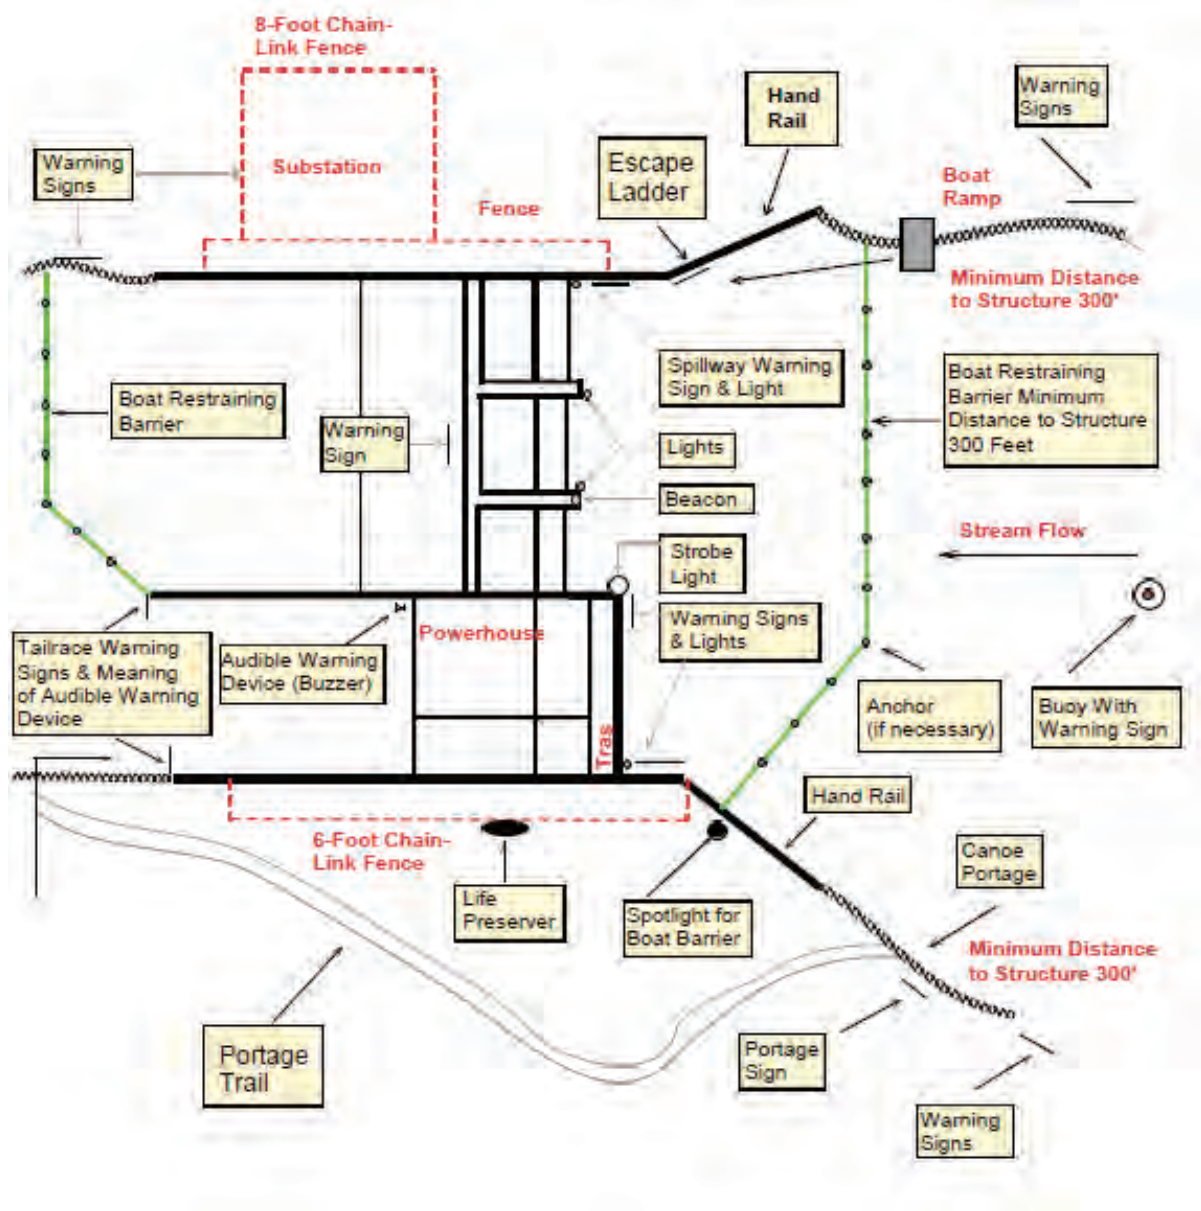 8-Foot Chain-
Link Fence
Hand
Rail
Warning
Signs
Warning
Signs
Substation
Escape
Ladder
Boat
Ramp
Fence
Minimum Distance
to Structure 300'
Spillway Warning
Sign & Light
Boat Restraining
Barrier Minimum
Distance to Structure
300 Feet
Boat Restraining
Barrier
Warning
Sign
Lights
Beacon
Stream Flow
Strobe
Light
Tailrace Warning
Signs & Meaning
of Audible Warning
Device
Audible Warning
Device (Buzzer)
Powerhouse
Warning Signs
& Lights
Anchor
(if necessary)
Buoy With
Warning Sign
Tras
Hand Rail
6-Foot Chain-
Link Fence
Canoe
Portage
Life
Preserver
Spotlight for
Boat Barrier
Minimum Distance
to Structure 300'
Portage
Trail
Portage
Sign
Warning
Signs